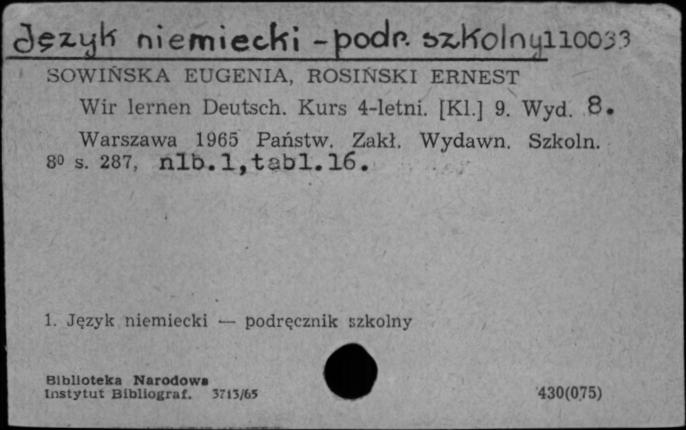 Język niemiecki - podr. szkolny 110033
SOWIŃSKA EUGENIA, ROSIŃSKI ERNEST
Wir lernen Deutsch. Kurs 4-letni. [Kl.] 9. Wyd. 8.
Warszawa 1965 Państw. Zakł. Wydawn. Szkoln.
8⁰ s. 287, nlb.1,tabl.16.
1. Język niemiecki — podręcznik szkolny
Biblioteka Narodowa
Instytut Bibliograf. 3713/65 430(075)